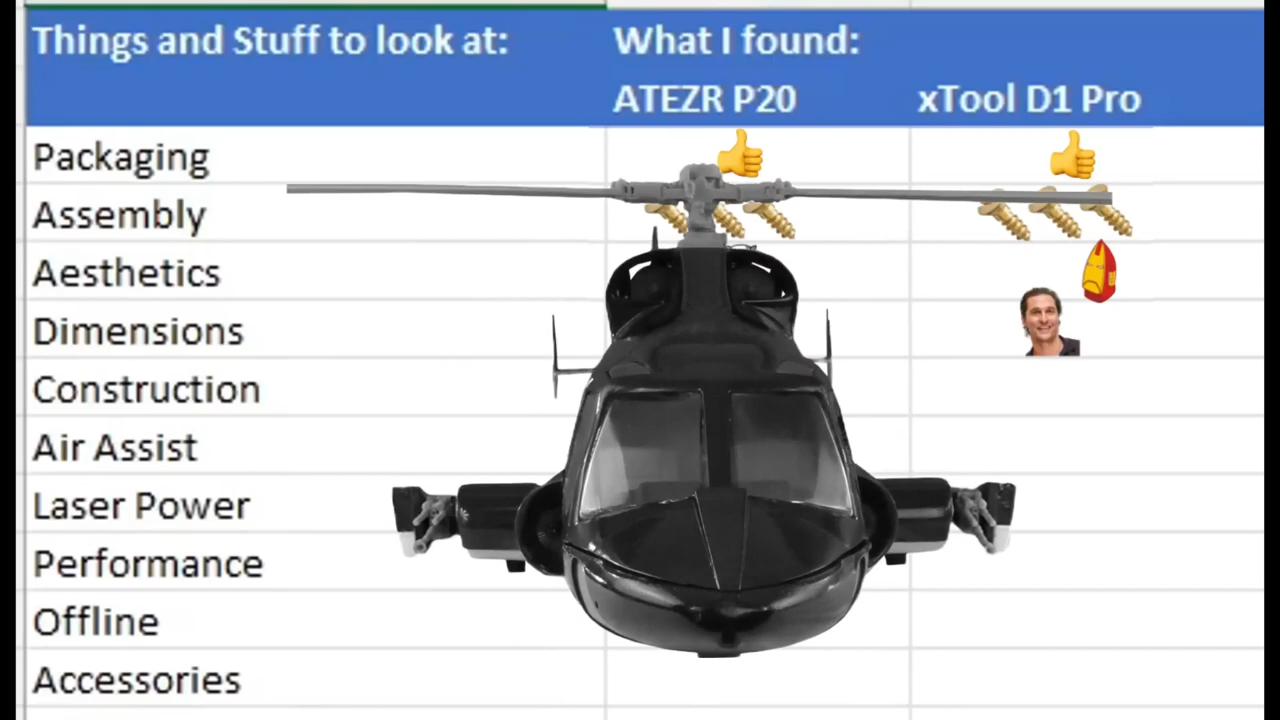 Things and Stuff to look at:
What I found:
ATEZR P20
xTool D1 Pro
Packaging
Assembly
Aesthetics
Dimensions
Construction
Air Assist
Laser Power
Performance
Offline
Accessories